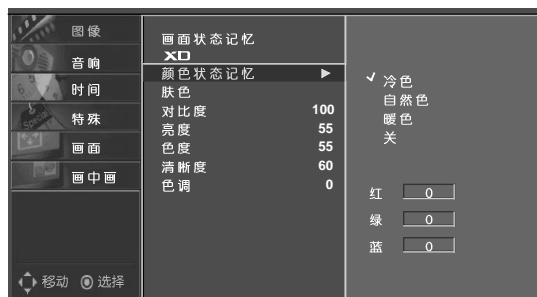 图像
音响
时间
特殊
画面
画中画
移动 选择
画面状态记忆
XD
颜色状态记忆
肤色
对比度 100
亮度 55
色度 55
清晰度 60
色调 0
冷色
自然色
暖色
关
红 0
绿 0
蓝 0